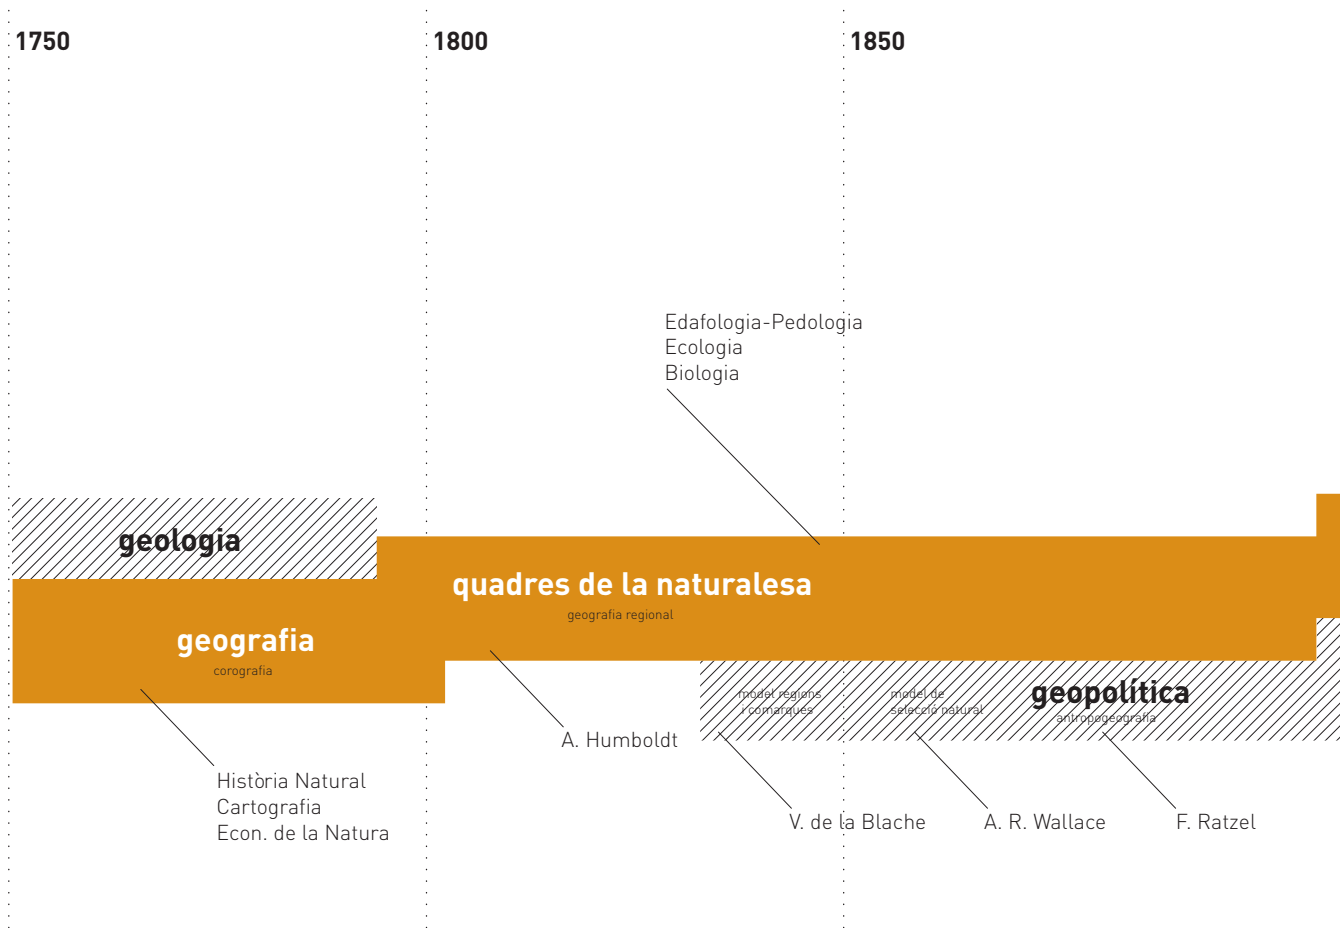 1750
1800
1850
Edafologia-Pedologia
Ecologia
Biologia
geologia
quadres de la naturalesa
geografia regional
geografia
corografia
model regions
i comarques
model de
selecció natural
geopolítica
antropogeografia
A. Humboldt
Història Natural
Cartografia
Econ. de la Natura
V. de la Blache
A. R. Wallace
F. Ratzel